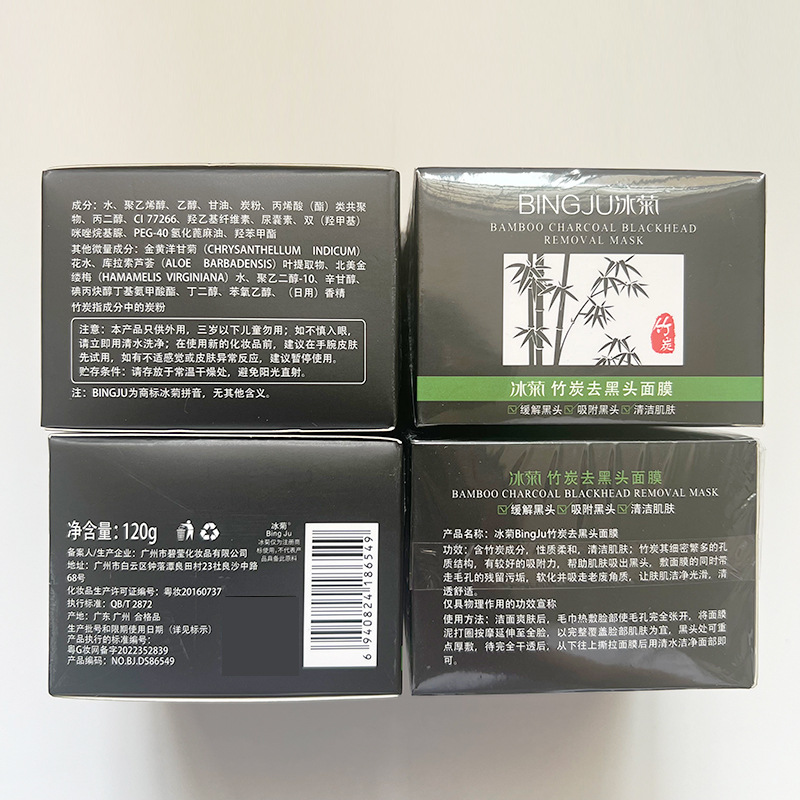 成分：水、聚乙烯醇、乙醇、甘油、炭粉、丙烯酸（酯）类共聚
物、丙二醇、CI 77266、羟乙基纤维素、尿囊素、双（羟甲基）
咪唑烷基脲、PEG-40 氢化蓖麻油、羟苯甲酯
其他微量成分：金黄洋甘菊（CHRYSANTHELLUM INDICUM）
花水、库拉索芦荟（ALOE BARBADENSIS）叶提取物、北美金
缕梅（HAMAMELIS VIRGINIANA）水、聚乙二醇-10、辛甘醇、
碘丙炔醇丁基氨甲酸酯、丁二醇、苯氧乙醇、（日用）香精
竹炭指成分中的炭粉
注意：本产品只供外用，三岁以下儿童勿用；如不慎入眼，
请立即用清水洗净；在使用新的化妆品前，建议在手腕皮肤
先试用，如有不适感觉或皮肤异常反应，建议暂停使用。
贮存条件：请存放于常温干燥处，避免阳光直射。
注：BINGJU为商标冰菊拼音，无其他含义。
BINGJU冰菊
BAMBOO CHARCOAL BLACKHEAD
REMOVAL MASK
竹炭
冰菊 竹炭去黑头面膜
缓解黑头 吸附黑头 清洁肌肤
净含量：120g
冰菊®
Bing Ju
冰菊仅为注册商
标使用，不代表产
品具备此原料
备案人/生产企业：广州市碧莹化妆品有限公司
地址：广州市白云区钟落潭良田村23社良沙中路
68号
化妆品生产许可证编号：粤妆20160737
执行标准：QB/T 2872
产地：广东 广州 合格品
生产批号和限期使用日期（详见标示）
产品执行的标准编号：
粤G妆网备字2022352839
产品编码：NO.BJ.DS86549
6 940824 186549
冰菊 竹炭去黑头面膜
BAMBOO CHARCOAL BLACKHEAD REMOVAL MASK
缓解黑头 吸附黑头 清洁肌肤
产品名称：冰菊BingJu竹炭去黑头面膜
功效：含竹炭成分，性质柔和，清洁肌肤；竹炭其细密繁多的孔
质结构，有较好的吸附力，帮助肌肤吸出黑头，敷面膜的同时带
走毛孔的残留污垢，软化并吸走老废角质，让肌肤洁净光滑，清
透舒适。
仅具物理作用的功效宣称
使用方法：洁面爽肤后，毛巾热敷脸部使毛孔完全张开，将面膜
泥打圈按摩延伸至全脸，以完整覆盖脸部肌肤为宜，黑头处可重
点厚敷，待完全干透后，从下往上撕拉面膜后用清水洁净面部即
可。